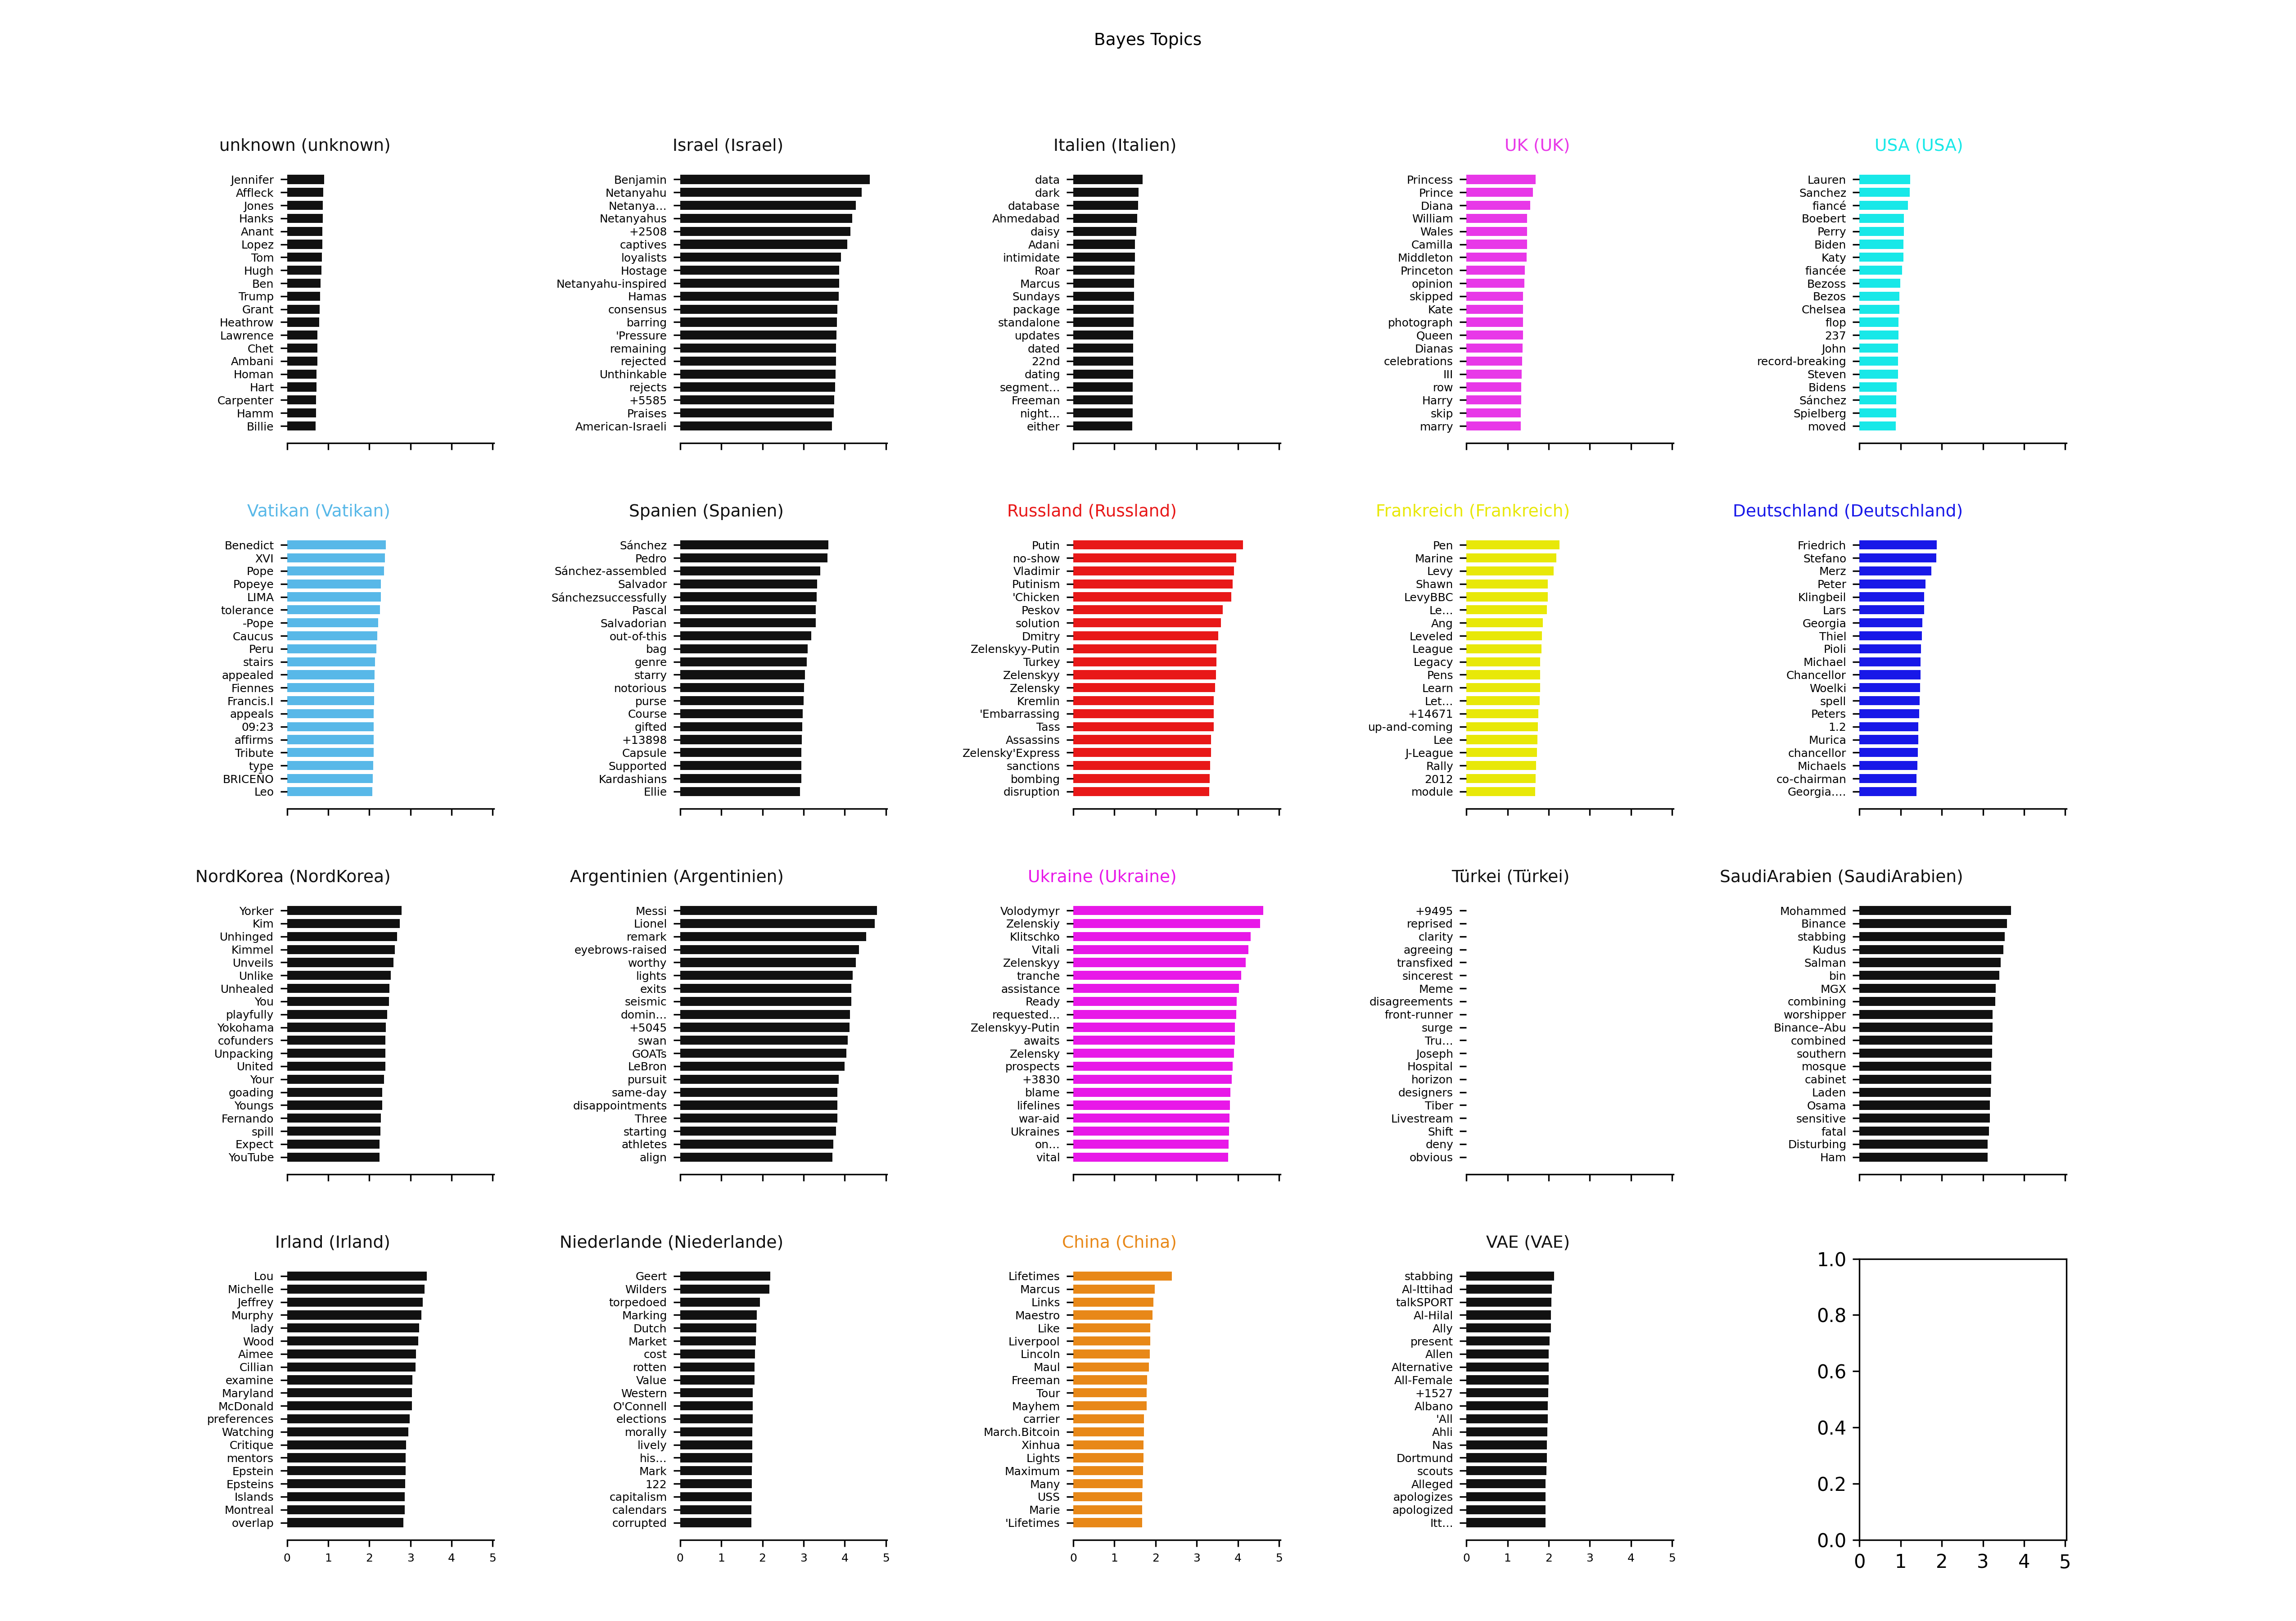 Bayes Topics
unknown (unknown)
Jennifer
Affleck
Jones
Hanks
Anant
Lopez
Tom
Hugh
Ben
Trump
Grant
Heathrow
Lawrence
Chet
Ambani
Homan
Hart
Carpenter
Hamm
Billie
Israel (Israel)
Benjamin
Netanyahu
Netanya…
Netanyahus
+2508
captives
loyalists
Hostage
Netanyahu-inspired
Hamas
consensus
barring
'Pressure
remaining
rejected
Unthinkable
rejects
+5585
Praises
American-Israeli
Italien (Italien)
data
dark
database
Ahmedabad
daisy
Adani
intimidate
Roar
Marcus
Sundays
package
standalone
updates
dated
22nd
dating
segment…
Freeman
night…
either
UK (UK)
Princess
Prince
Diana
William
Wales
Camilla
Middleton
Princeton
opinion
skipped
Kate
photograph
Queen
Dianas
celebrations
III
row
Harry
skip
marry
USA (USA)
Lauren
Sanchez
fiancé
Boebert
Perry
Biden
Katy
fiancée
Bezoss
Bezos
Chelsea
flop
237
John
record-breaking
Steven
Bidens
Sánchez
Spielberg
moved
Vatikan (Vatikan)
Benedict
XVI
Pope
Popeye
LIMA
tolerance
-Pope
Caucus
Peru
stairs
appealed
Fiennes
Francis.I
appeals
09:23
affirms
Tribute
type
BRICEÑO
Leo
Spanien (Spanien)
Sánchez
Pedro
Sánchez-assembled
Salvador
Sánchezsuccessfully
Pascal
Salvadorian
out-of-this
bag
genre
starry
notorious
purse
Course
gifted
+13898
Capsule
Supported
Kardashians
Ellie
Russland (Russland)
Putin
no-show
Vladimir
Putinism
'Chicken
Peskov
solution
Dmitry
Zelenskyy-Putin
Turkey
Zelenskyy
Zelensky
Kremlin
'Embarrassing
Tass
Assassins
Zelensky'Express
sanctions
bombing
disruption
Frankreich (Frankreich)
Pen
Marine
Levy
Shawn
LevyBBC
Le…
Ang
Leveled
League
Legacy
Pens
Learn
Let…
+14671
up-and-coming
Lee
J-League
Rally
2012
module
Deutschland (Deutschland)
Friedrich
Stefano
Merz
Peter
Klingbeil
Lars
Georgia
Thiel
Pioli
Michael
Chancellor
Woelki
spell
Peters
1.2
Murica
chancellor
Michaels
co-chairman
Georgia.…
NordKorea (NordKorea)
Yorker
Kim
Unhinged
Kimmel
Unveils
Unlike
Unhealed
You
playfully
Yokohama
cofunders
Unpacking
United
Your
goading
Youngs
Fernando
spill
Expect
YouTube
Argentinien (Argentinien)
Messi
Lionel
remark
eyebrows-raised
worthy
lights
exits
seismic
domin…
+5045
swan
GOATs
LeBron
pursuit
same-day
disappointments
Three
starting
athletes
align
Ukraine (Ukraine)
Volodymyr
Zelenskiy
Klitschko
Vitali
Zelenskyy
tranche
assistance
Ready
requested…
Zelenskyy-Putin
awaits
Zelensky
prospects
+3830
blame
lifelines
war-aid
Ukraines
on…
vital
Türkei (Türkei)
+9495
reprised
clarity
agreeing
transfixed
sincerest
Meme
disagreements
front-runner
surge
Tru…
Joseph
Hospital
horizon
designers
Tiber
Livestream
Shift
deny
obvious
SaudiArabien (SaudiArabien)
Mohammed
Binance
stabbing
Kudus
Salman
bin
MGX
combining
worshipper
Binance–Abu
combined
southern
mosque
cabinet
Laden
Osama
sensitive
fatal
Disturbing
Ham
Irland (Irland)
Lou
Michelle
Jeffrey
Murphy
lady
Wood
Aimee
Cillian
examine
Maryland
McDonald
preferences
Watching
Critique
mentors
Epstein
Epsteins
Islands
Montreal
overlap
0 1 2 3 4 5
Niederlande (Niederlande)
Geert
Wilders
torpedoed
Marking
Dutch
Market
cost
rotten
Value
Western
O'Connell
elections
morally
lively
his…
Mark
122
capitalism
calendars
corrupted
0 1 2 3 4 5
China (China)
Lifetimes
Marcus
Links
Maestro
Like
Liverpool
Lincoln
Maul
Freeman
Tour
Mayhem
carrier
March.Bitcoin
Xinhua
Lights
Maximum
Many
USS
Marie
'Lifetimes
0 1 2 3 4 5
VAE (VAE)
stabbing
Al-Ittihad
talkSPORT
Al-Hilal
Ally
present
Allen
Alternative
All-Female
+1527
Albano
'All
Ahli
Nas
Dortmund
scouts
Alleged
apologizes
apologized
Itt…
0 1 2 3 4 5
1.0
0.8
0.6
0.4
0.2
0.0
0 1 2 3 4 5